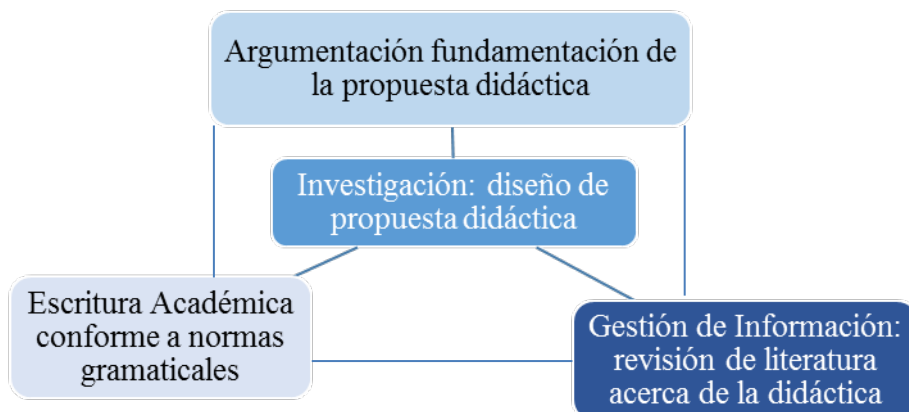 Argumentación fundamentación de
la propuesta didáctica
Investigación: diseño de
propuesta didáctica
Escritura Académica
conforme a normas
gramaticales
Gestión de Información:
revisión de literatura
acerca de la didáctica